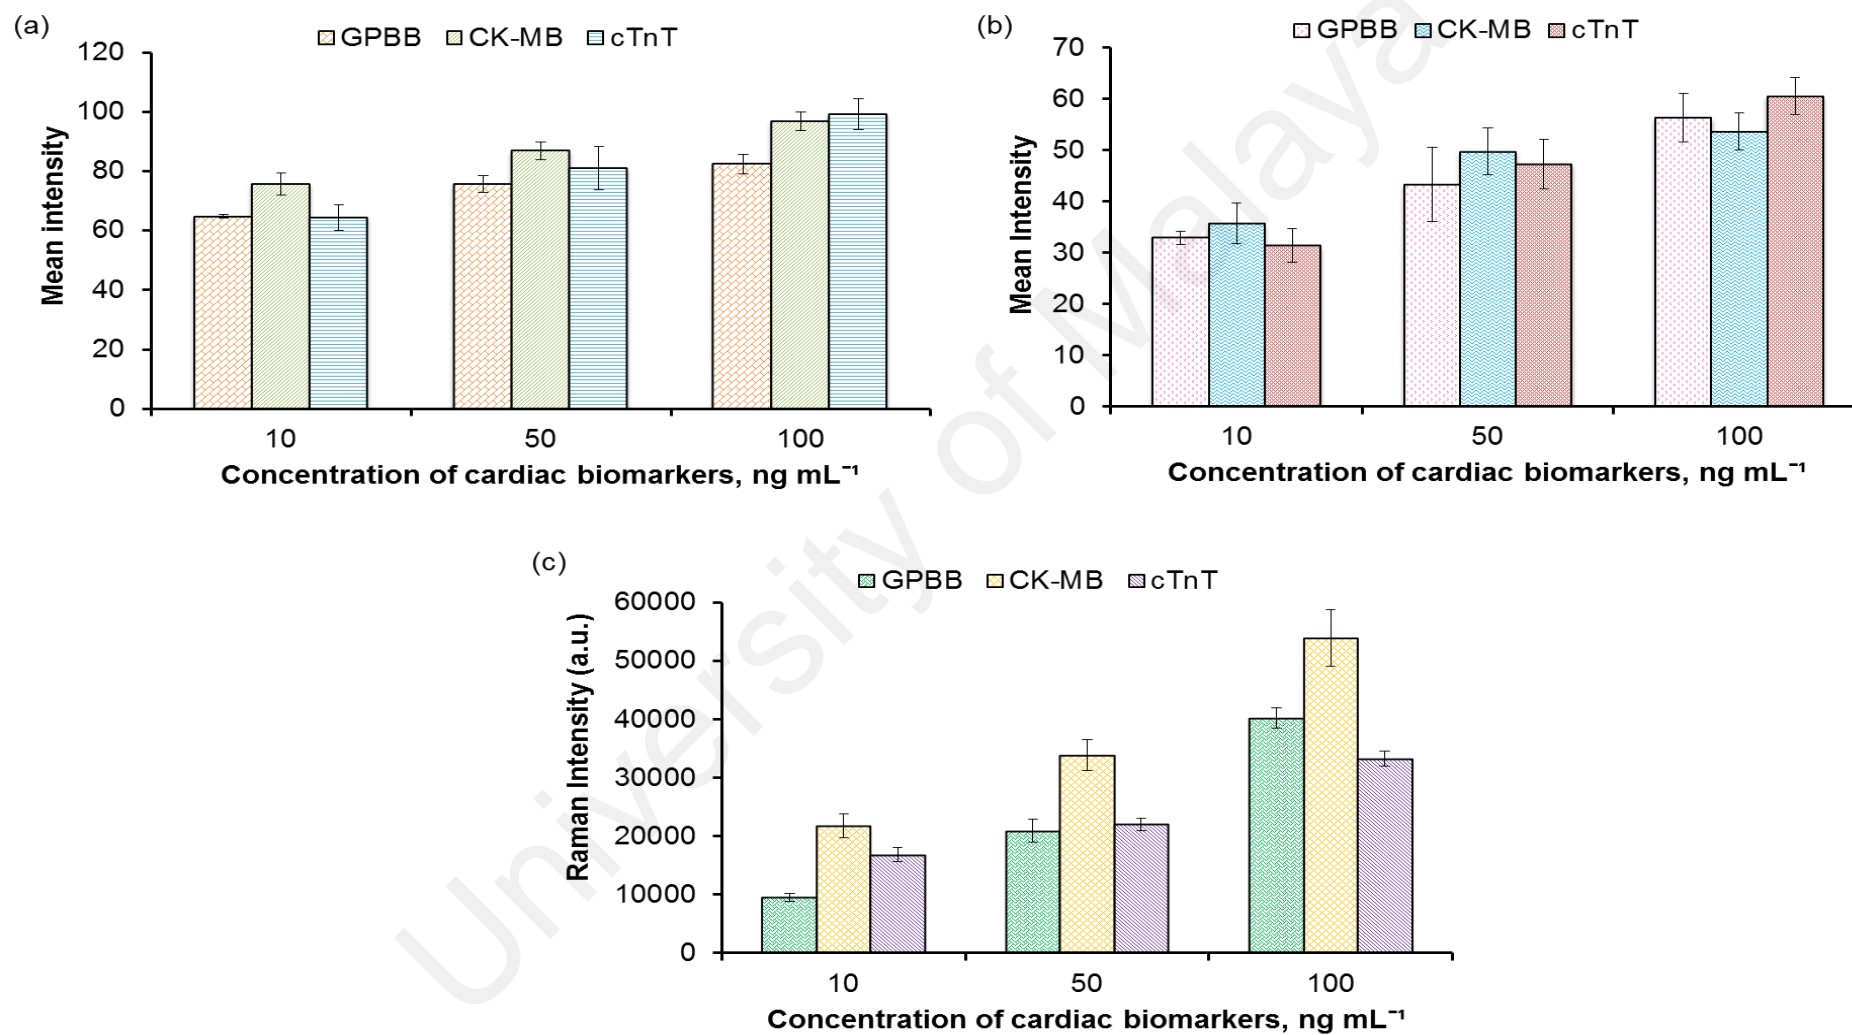 (a)
GPBB CK-MB cTnT
120
100
80
60
40
20
0
Mean intensity
10 50 100
Concentration of cardiac biomarkers, ng mL⁻¹
(b)
GPBB CK-MB cTnT
70
60
50
40
30
20
10
0
Mean Intensity
10 50 100
Concentration of cardiac biomarkers, ng mL⁻¹
(c)
GPBB CK-MB cTnT
60000
50000
40000
30000
20000
10000
0
Raman Intensity (a.u.)
10 50 100
Concentration of cardiac biomarkers, ng mL⁻¹
University of Malaya